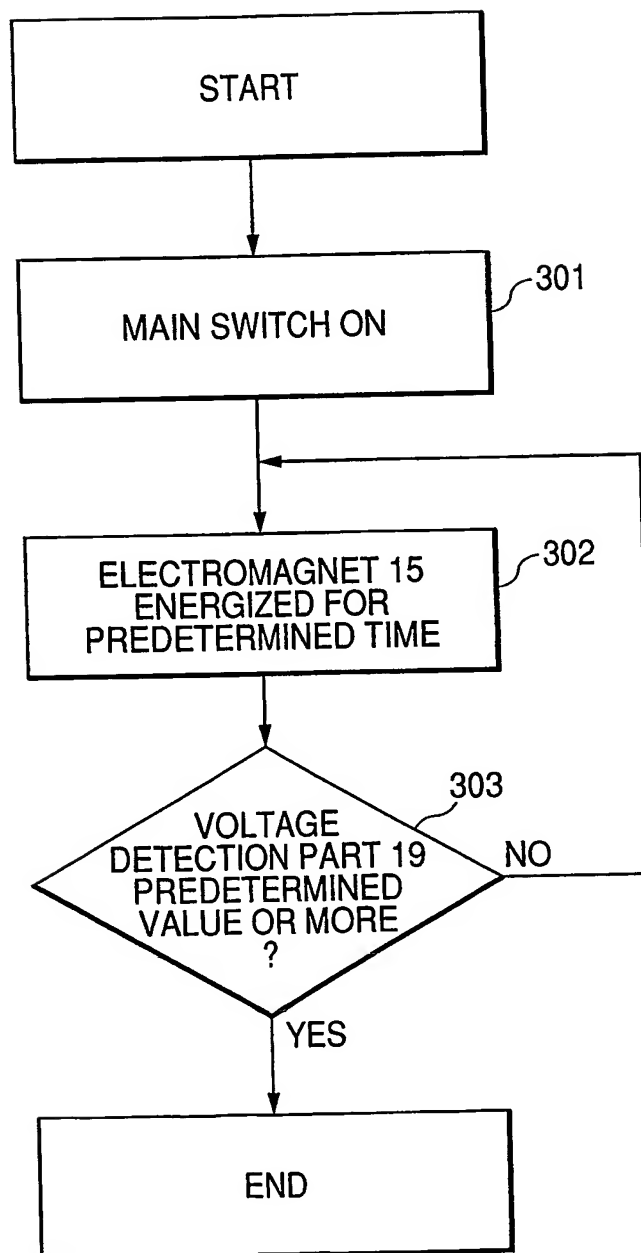 START
MAIN SWITCH ON
301
ELECTROMAGNET 15
ENERGIZED FOR
PREDETERMINED TIME
302
303
VOLTAGE
DETECTION PART 19
PREDETERMINED
VALUE OR MORE
?
NO
YES
END